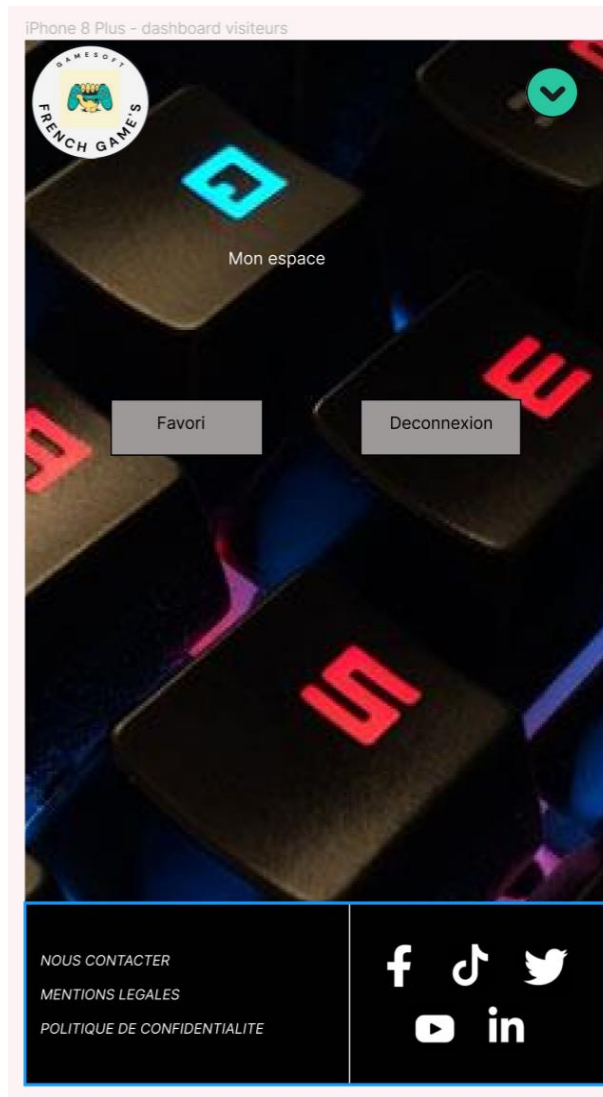 iPhone 8 Plus - dashboard visiteurs
GAMESOFT
FRENCH GAME'S
Q
Mon espace
E
Favori
Deconnexion
S
NOUS CONTACTER
MENTIONS LEGALES
POLITIQUE DE CONFIDENTIALITE
in